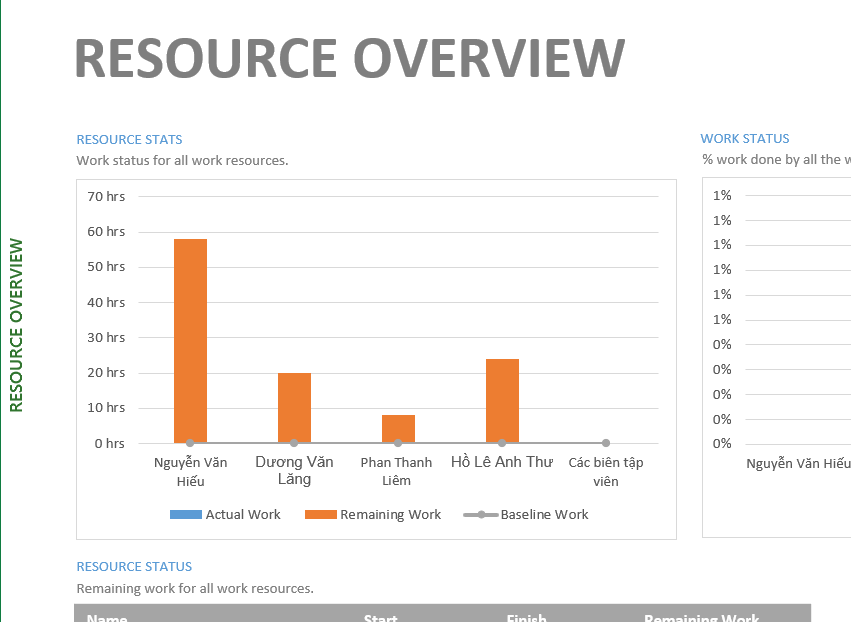 RESOURCE OVERVIEW
RESOURCE OVERVIEW
RESOURCE STATS
Work status for all work resources.
70 hrs
60 hrs
50 hrs
40 hrs
30 hrs
20 hrs
10 hrs
0 hrs
Nguyễn Văn Hiếu
Dương Văn Lăng
Phan Thanh Liêm
Hồ Lê Anh Thư
Các biên tập viên
Actual Work
Remaining Work
Baseline Work
WORK STATUS
% work done by all the
1%
1%
1%
1%
1%
1%
0%
0%
0%
0%
0%
Nguyễn Văn Hiếu
RESOURCE STATUS
Remaining work for all work resources.
Name Start Finish Remaining Work